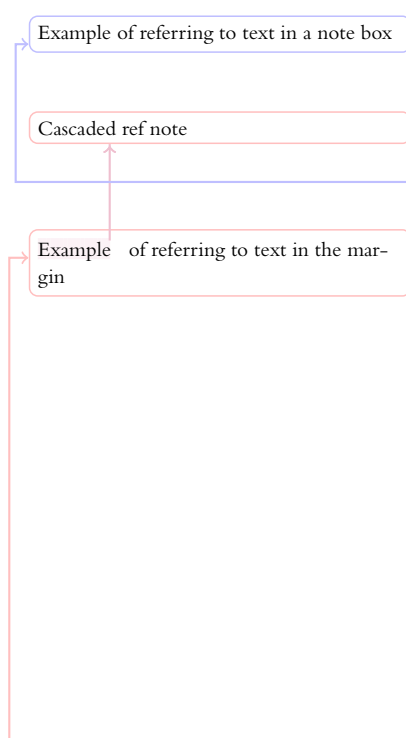 Example of referring to text in a note box
Cascaded ref note
Example of referring to text in the mar-
gin